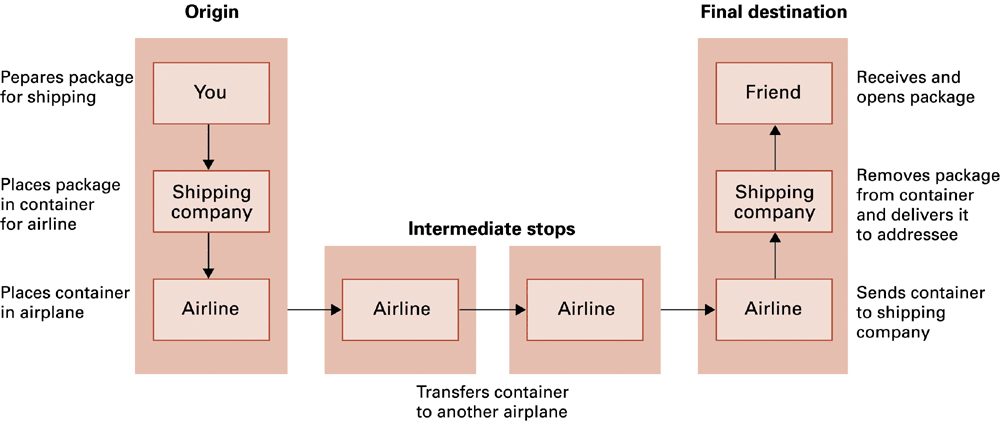 Origin
Final destination
Pepares package
for shipping
You
Friend
Receives and
opens package
Places package
in container
for airline
Shipping
company
Shipping
company
Removes package
from container
and delivers it
to addressee
Intermediate stops
Places container
in airplane
Airline
Airline
Airline
Airline
Sends container
to shipping
company
Transfers container
to another airplane